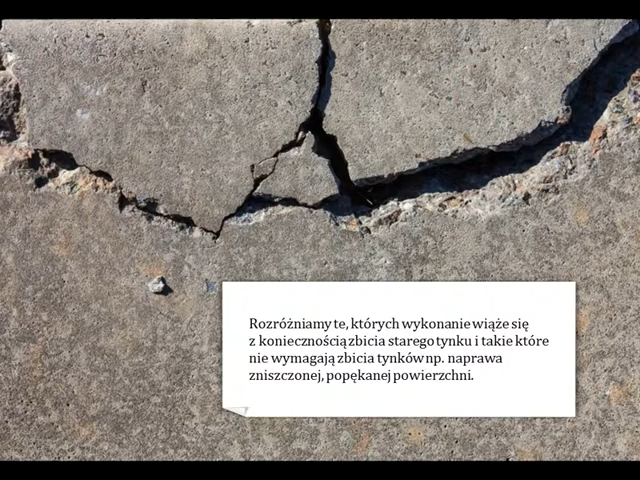 Rozróżniamy te, których wykonanie wiąże się
z koniecznością zbicia starego tynku i takie które
nie wymagają zbicia tynków np. naprawa
zniszczonej, popękanej powierzchni.